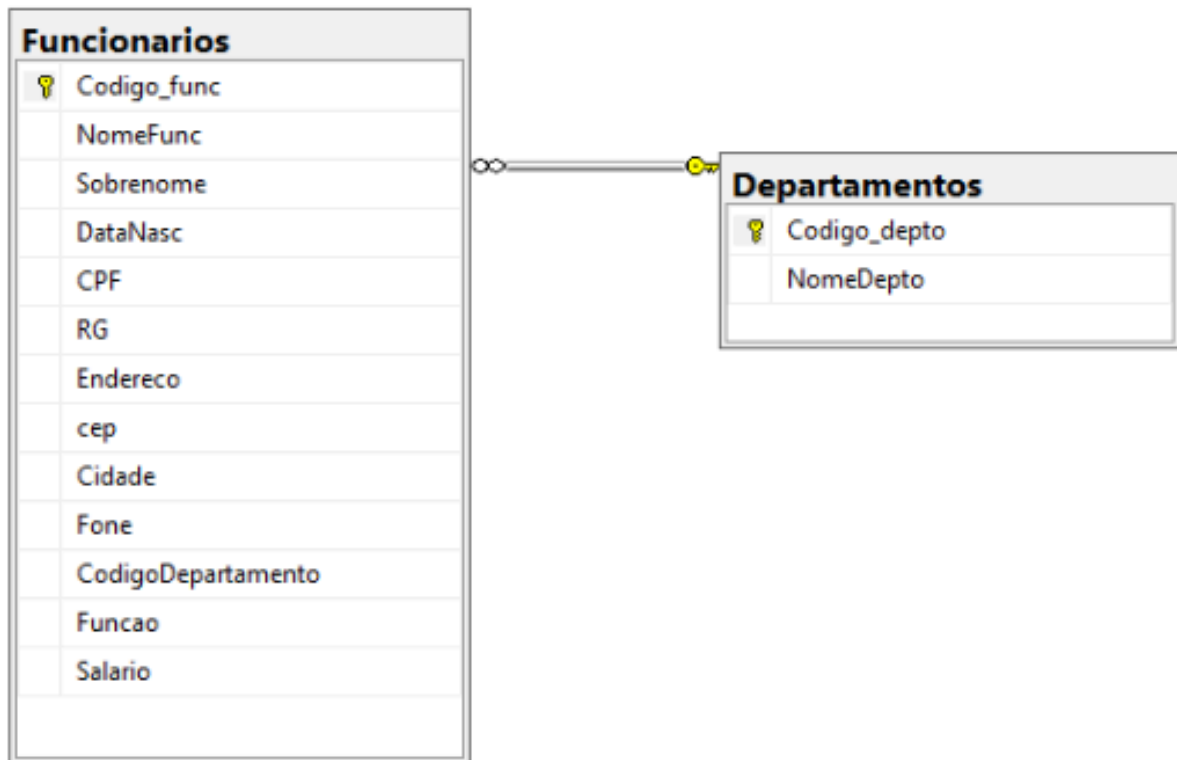 Funcionarios
Codigo_func
NomeFunc
Sobrenome
DataNasc
CPF
RG
Endereco
cep
Cidade
Fone
CodigoDepartamento
Funcao
Salario
Departamentos
Codigo_depto
NomeDepto